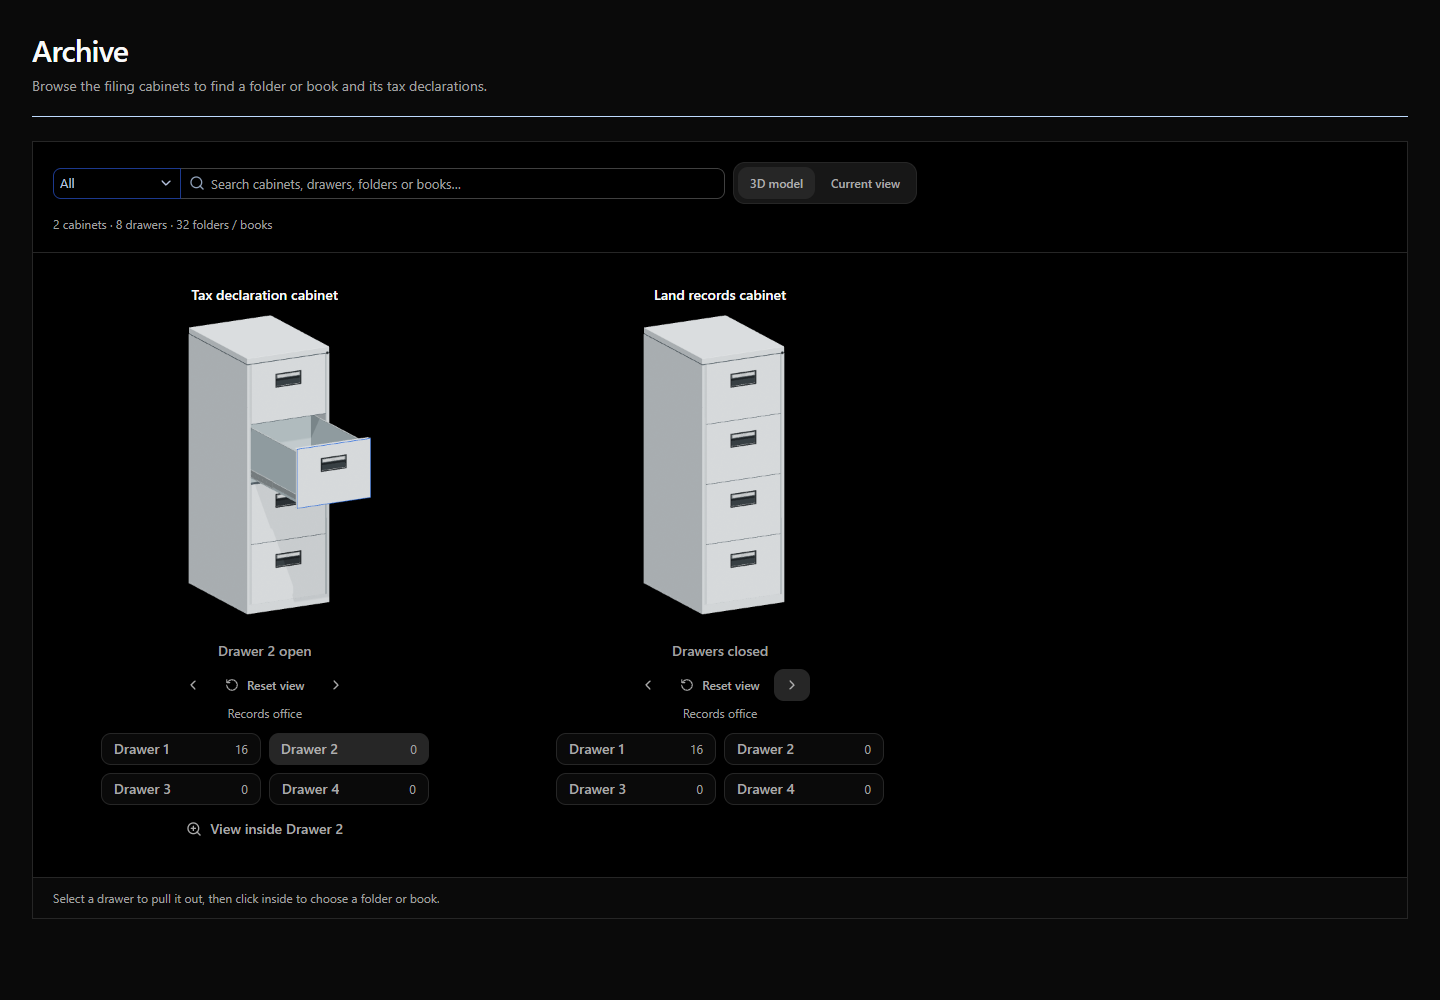 Archive
Browse the filing cabinets to find a folder or book and its tax declarations.
All
Search cabinets, drawers, folders or books...
3D model
Current view
2 cabinets · 8 drawers · 32 folders / books
Tax declaration cabinet
Land records cabinet
Drawer 2 open
Drawers closed
Reset view
Reset view
Records office
Records office
Drawer 1 16
Drawer 2 0
Drawer 1 16
Drawer 2 0
Drawer 3 0
Drawer 4 0
Drawer 3 0
Drawer 4 0
View inside Drawer 2
Select a drawer to pull it out, then click inside to choose a folder or book.